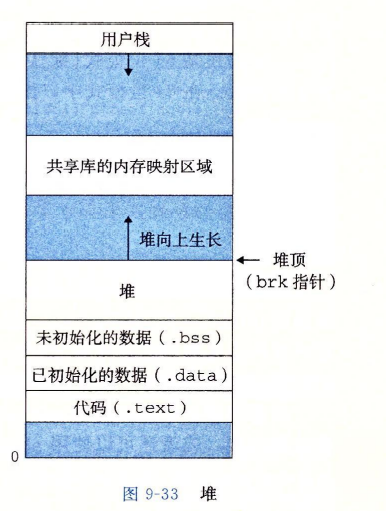 用户栈
共享库的内存映射区域
堆向上生长
堆顶
(brk 指针)
堆
未初始化的数据(.bss)
已初始化的数据(.data)
代码(.text)
0
图 9-33 堆